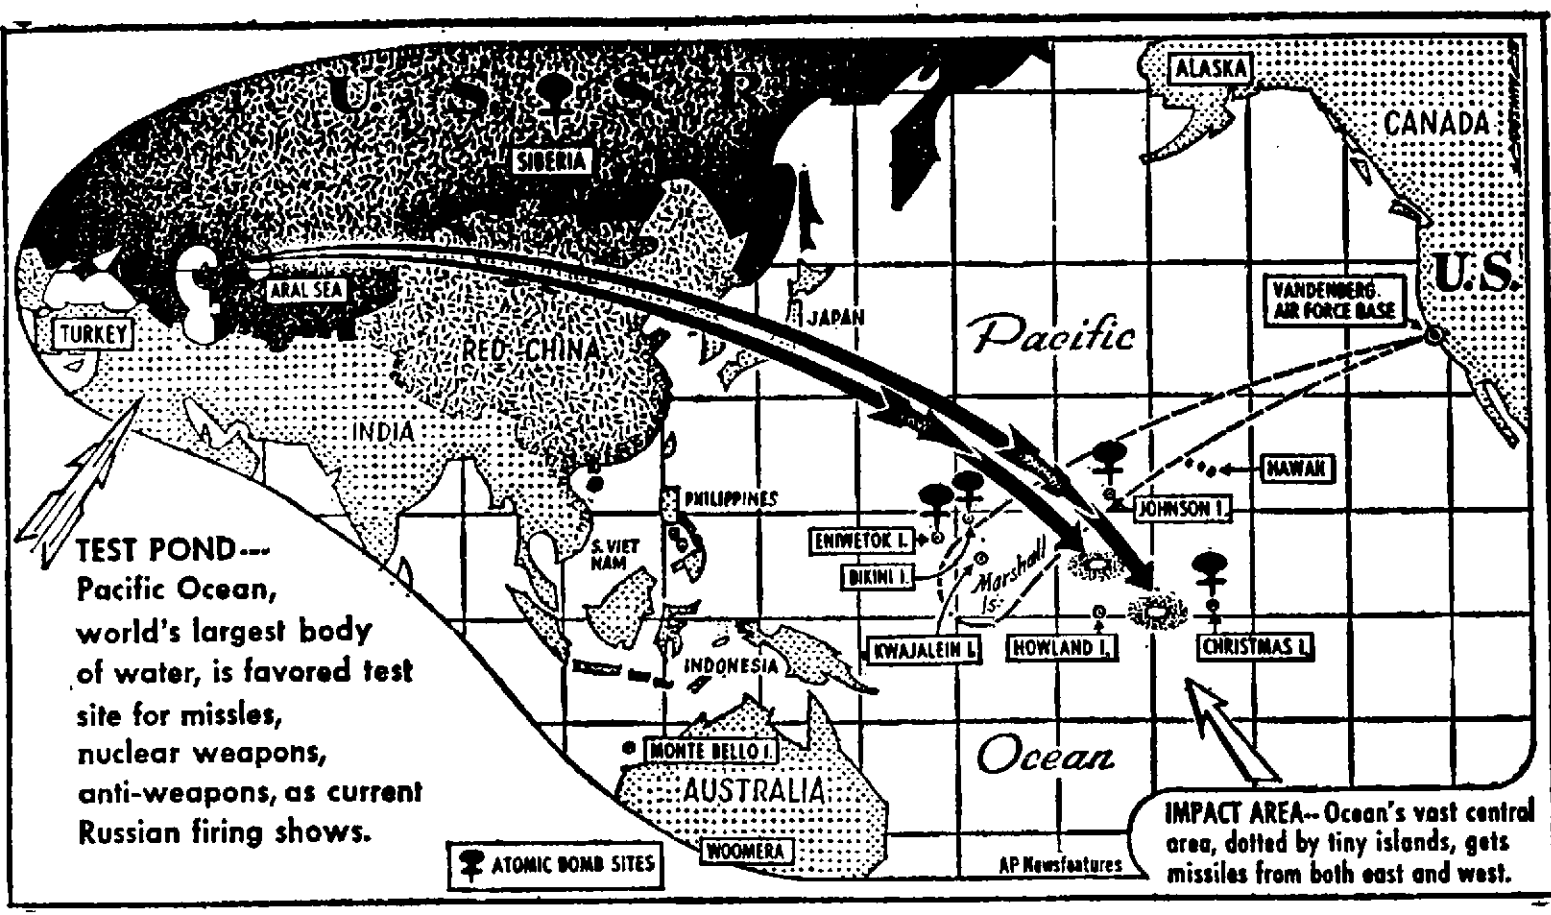 U. S. S. R.
ALASKA
CANADA
SIBERIA
U.S.
ARAL SEA
VANDENBERG
AIR FORCE BASE
TURKEY
JAPAN
Pacific
RED CHINA
INDIA
HAWAII
PHILIPPINES
JOHNSON I.
ENIWETOK I.
S. VIET
NAM
BIKINI I.
Marshall
Is.
KWAJALEIN I.
HOWLAND I.
CHRISTMAS I.
INDONESIA
TEST POND---
Pacific Ocean,
world's largest body
of water, is favored test
site for missles,
nuclear weapons,
anti-weapons, as current
Russian firing shows.
MONTE BELLO I.
Ocean
AUSTRALIA
WOOMERA
ATOMIC BOMB SITES
AP Newsfeatures
IMPACT AREA-- Ocean's vast central
area, dotted by tiny islands, gets
missiles from both east and west.